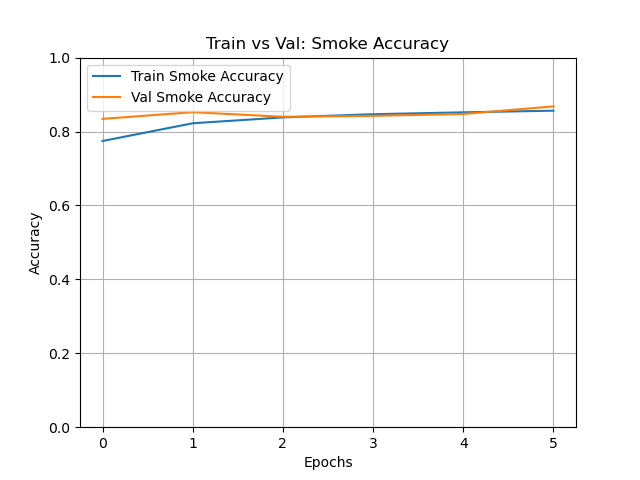 Train vs Val: Smoke Accuracy
Train Smoke Accuracy
Val Smoke Accuracy
1.0
0.8
0.6
0.4
0.2
0.0
Accuracy
0 1 2 3 4 5
Epochs